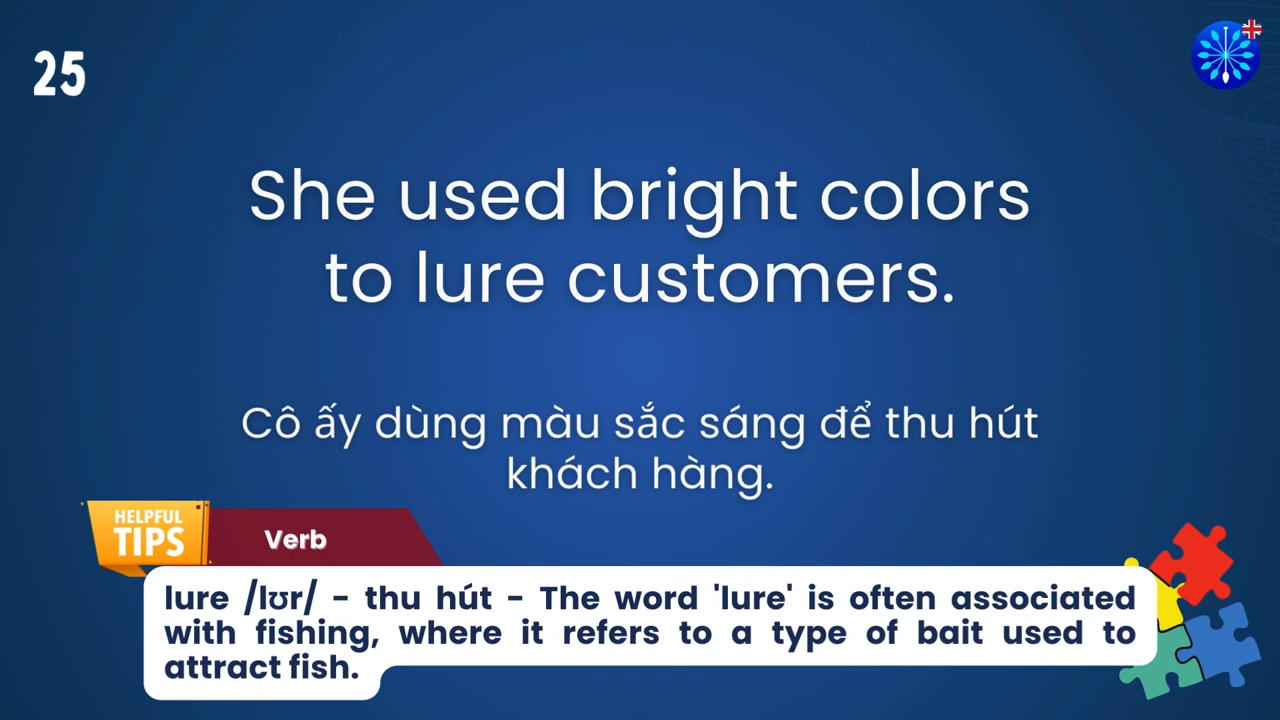 25
She used bright colors
to lure customers.
Cô ấy dùng màu sắc sáng để thu hút
khách hàng.
HELPFUL
TIPS
Verb
lure /lʊr/ - thu hút - The word 'lure' is often associated
with fishing, where it refers to a type of bait used to
attract fish.